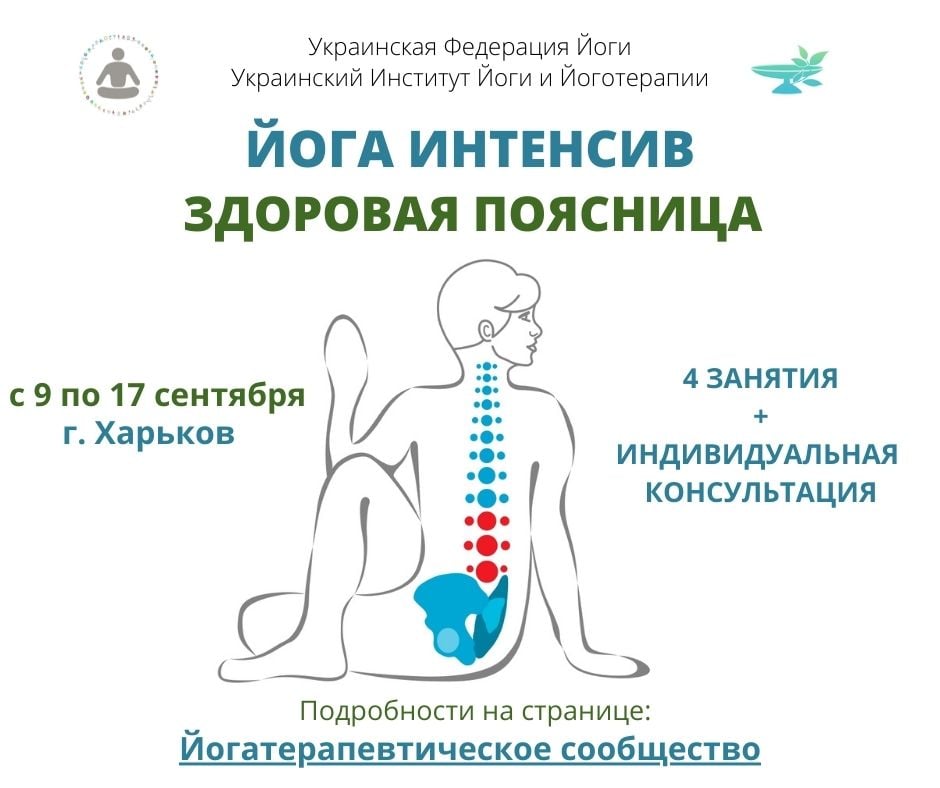 Украинская Федерация Йоги
Украинский Институт Йоги и Йоготерапии
ЙОГА ИНТЕНСИВ
ЗДОРОВАЯ ПОЯСНИЦА
с 9 по 17 сентября
г. Харьков
4 ЗАНЯТИЯ
+
ИНДИВИДУАЛЬНАЯ
КОНСУЛЬТАЦИЯ
Подробности на странице:
Йогатерапевтическое сообщество